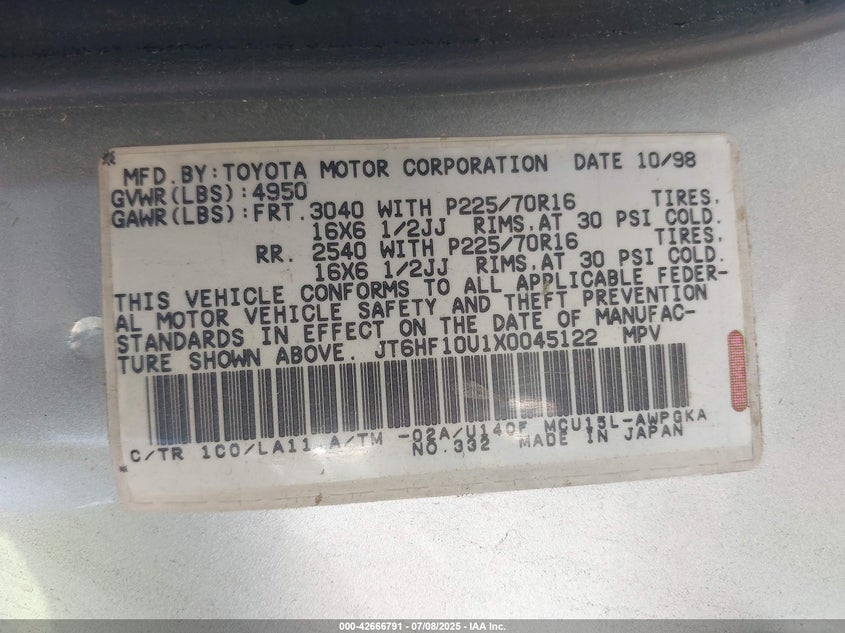 MFD. BY: TOYOTA MOTOR CORPORATION DATE 10/98
GVWR(LBS):4950
GAWR(LBS):FRT.3040 WITH P225/70R16 TIRES,
16X6 1/2JJ RIMS,AT 30 PSI COLD.
RR. 2540 WITH P225/70R16 TIRES,
16X6 1/2JJ RIMS,AT 30 PSI COLD.
THIS VEHICLE CONFORMS TO ALL APPLICABLE FEDER-
AL MOTOR VEHICLE SAFETY AND THEFT PREVENTION
STANDARDS IN EFFECT ON THE DATE OF MANUFAC-
TURE SHOWN ABOVE. JT6HF10U1X0045122 MPV
C/TR 1C0/LA11 A/TM -02A/U140F MCU15L-AWPGKA
NO.332 MADE IN JAPAN
000-42666791 - 07/08/2025 - IAA Inc.